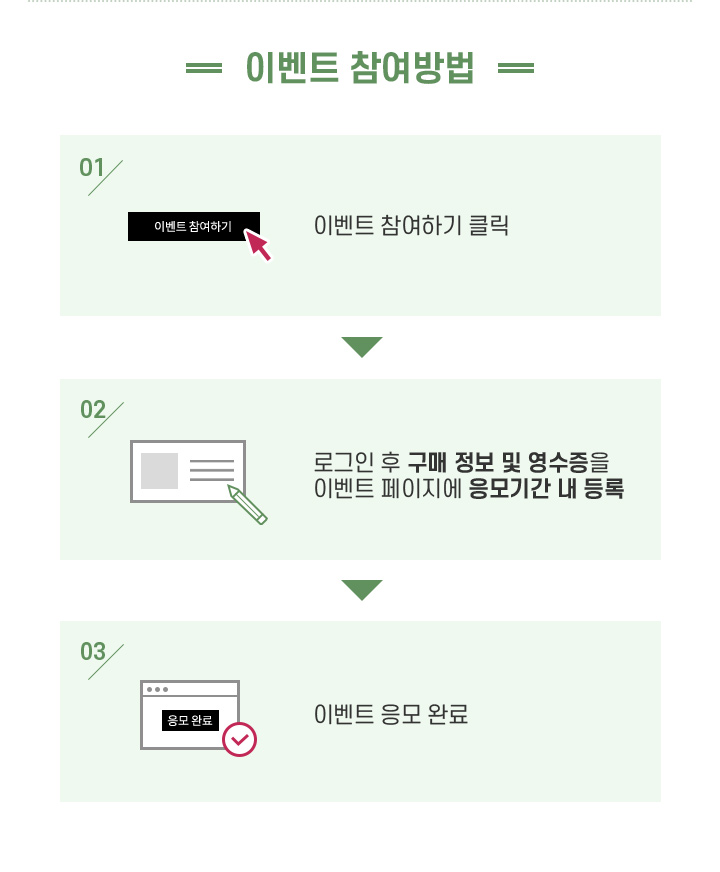 이벤트 참여방법
01
이벤트 참여하기
이벤트 참여하기 클릭
02
로그인 후 구매 정보 및 영수증을
이벤트 페이지에 응모기간 내 등록
03
응모 완료
이벤트 응모 완료